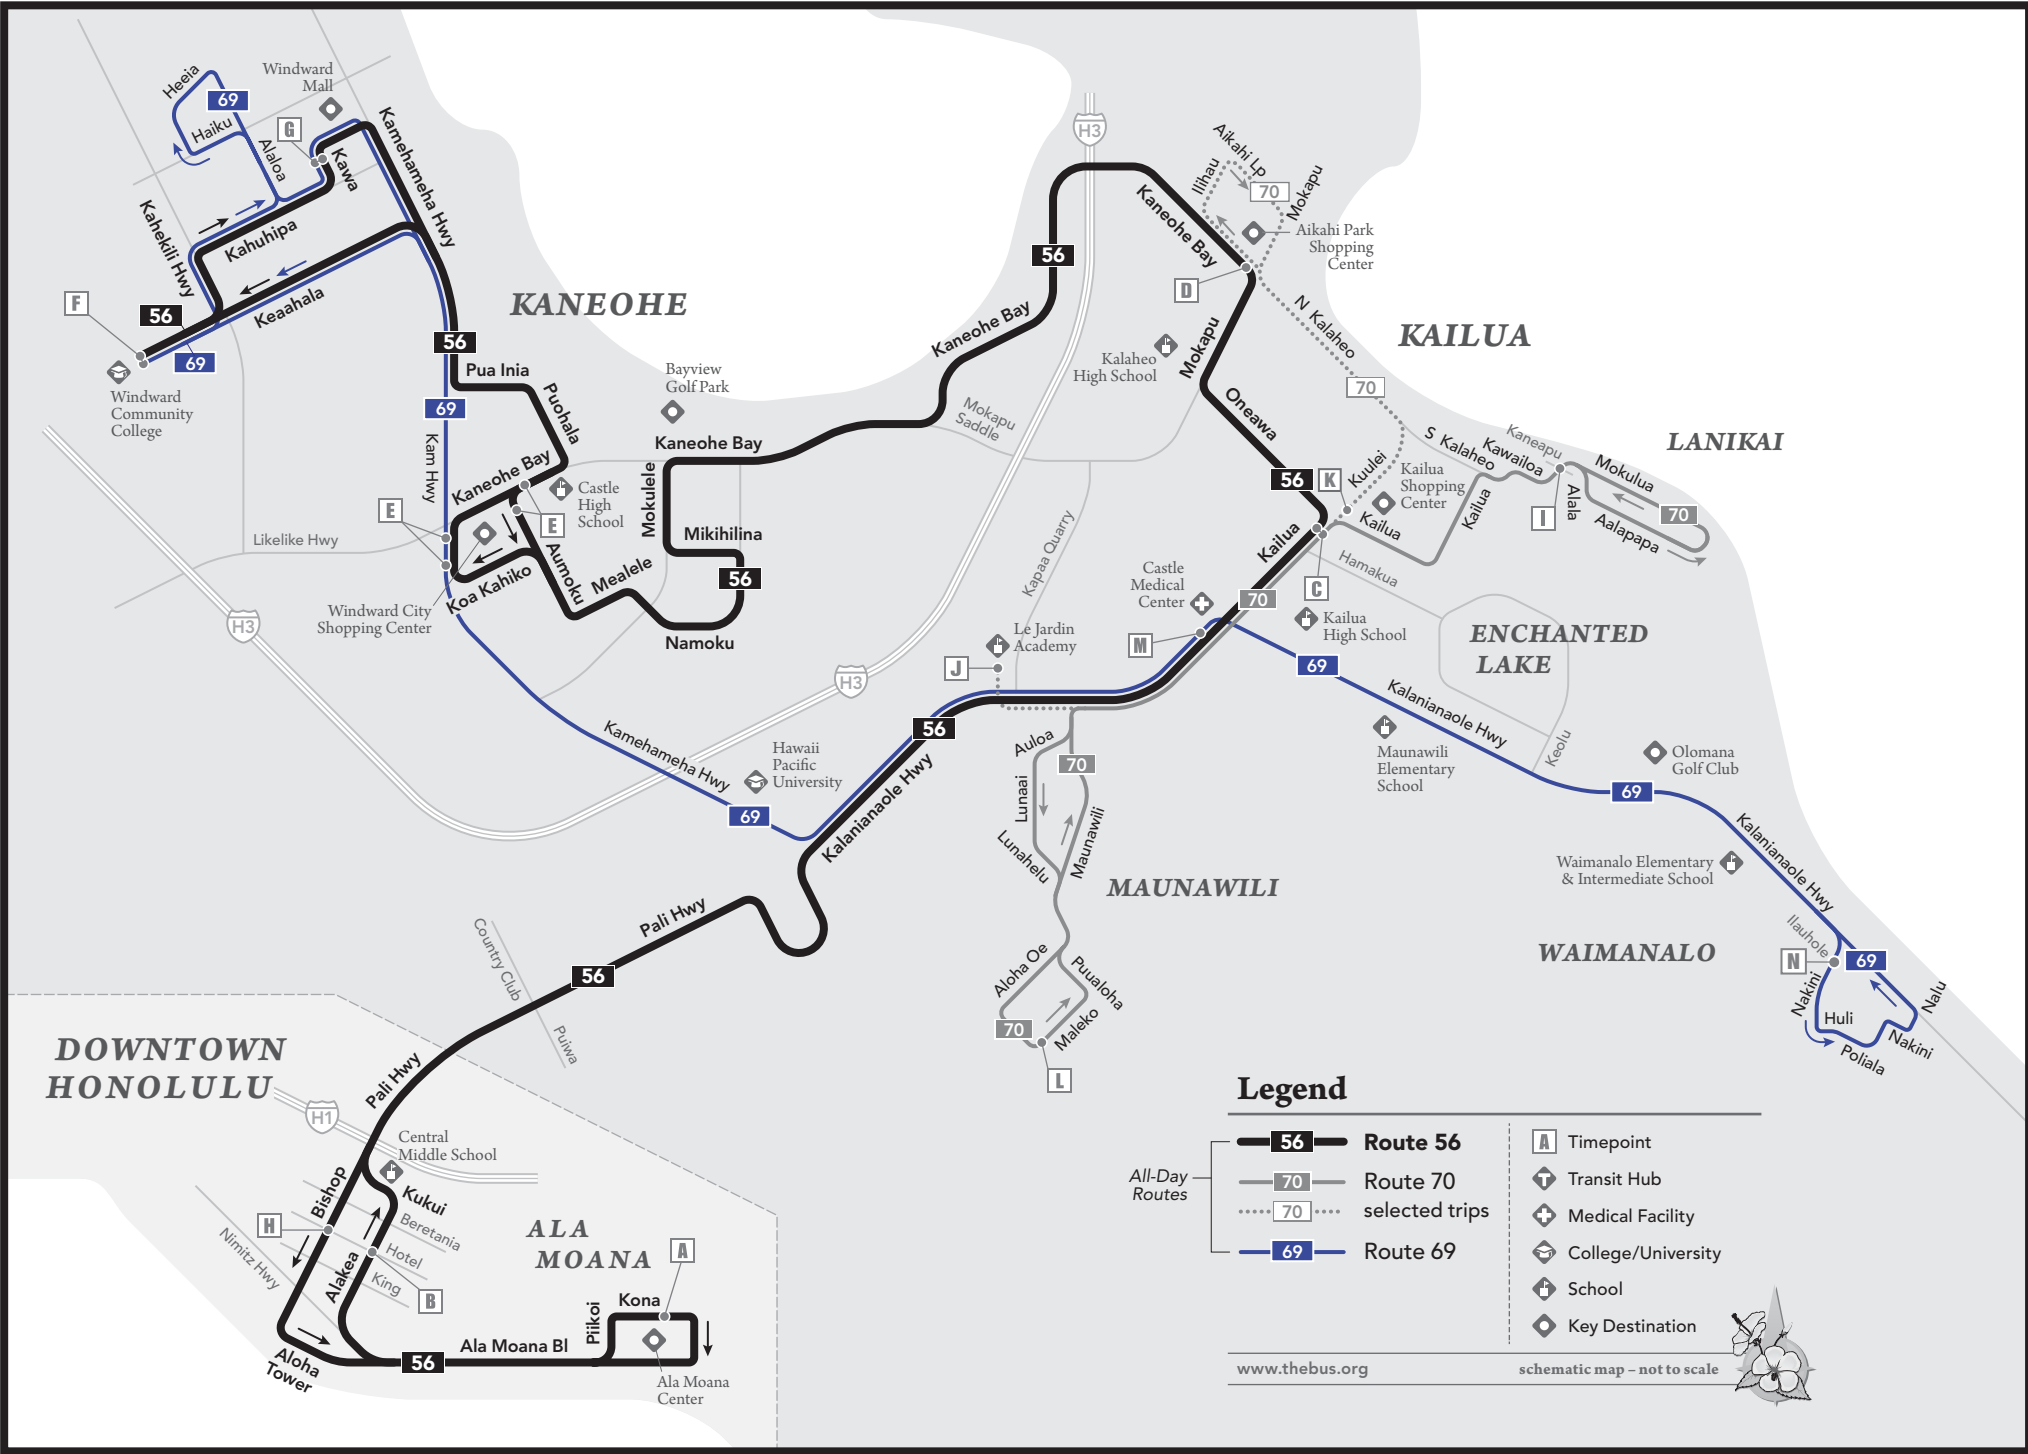 Heeia
69
Haiku
Alaloa
Windward
Mall
G
Kawa
Kamehameha Hwy
Kahekili Hwy
Kahuhipa
Keaahala
F
56
69
Windward
Community
College
KANEOHE
56
Pua Inia
Puohala
69
Kam Hwy
Kaneohe Bay
E
E
Castle
High
School
Bayview
Golf Park
Kaneohe Bay
Mokulele
Mikihilina
56
Aumoku
Mealele
Koa Kahiko
Namoku
Likelike Hwy
Windward City
Shopping Center
H3
H3
H3
56
Kaneohe Bay
Kaneohe Bay
Aikahi Lp
Ilihau
70
Mokapu
Aikahi Park
Shopping
Center
D
N Kalaheo
Mokapu
Kalaheo
High School
KAILUA
70
Oneawa
Mokapu
Saddle
56
K
Kuulei
Kailua
Shopping
Center
S Kalaheo
Kawailoa
Kaneapu
LANIKAI
Mokulua
Alala
I
70
Aalapapa
Kailua
Kailua
Kailua
Hamakua
C
Kapaa Quarry
Castle
Medical
Center
70
Kailua
High School
M
Le Jardin
Academy
J
ENCHANTED
LAKE
69
Kalanianaole Hwy
Maunawili
Elementary
School
Keolu
Olomana
Golf Club
69
Kalanianaole Hwy
Waimanalo Elementary
& Intermediate School
WAIMANALO
Ilauhole
N
69
Nakini
Huli
Poliala
Nakini
Nalu
56
Kalanianaole Hwy
Kamehameha Hwy
69
Hawaii
Pacific
University
Auloa
70
Lunaai
Lunahelu
Maunawili
MAUNAWILI
Aloha Oe
Puualoha
70
Maleko
L
Pali Hwy
56
Country Club
Puiwa
Pali Hwy
DOWNTOWN
HONOLULU
H1
Central
Middle School
Bishop
Kukui
Beretania
H
Hotel
King
Alakea
Nimitz Hwy
B
ALA
MOANA
A
Kona
Piikoi
Ala Moana Bl
56
Aloha
Tower
Ala Moana
Center
Legend
All-Day
Routes
56 Route 56
70 Route 70
70 selected trips
69 Route 69
A Timepoint
Transit Hub
Medical Facility
College/University
School
Key Destination
www.thebus.org
schematic map – not to scale